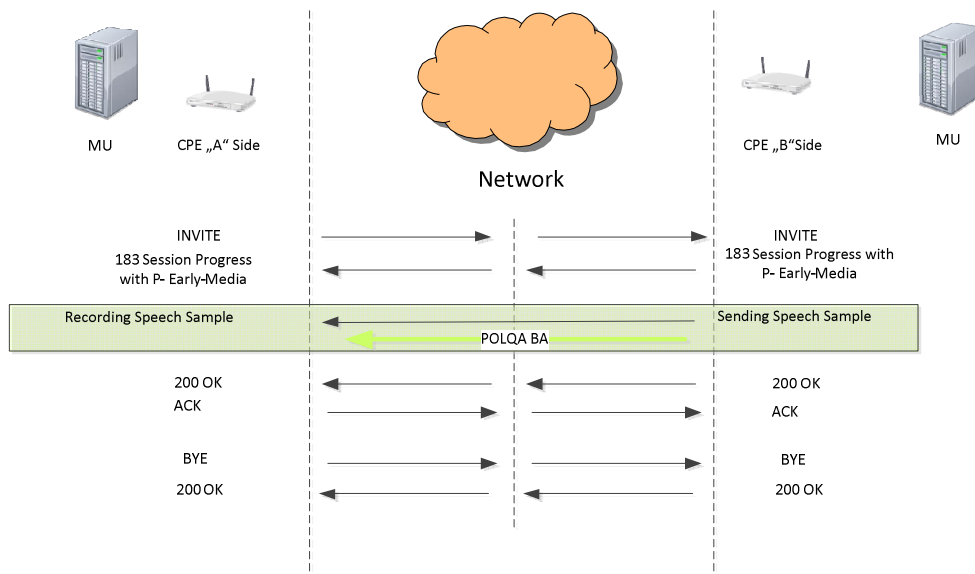 MU
CPE „A“ Side
Network
CPE „B“Side
MU
INVITE
INVITE
183 Session Progress
with P- Early-Media
183 Session Progress with
P- Early-Media
Recording Speech Sample
Sending Speech Sample
POLQA BA
200 OK
200 OK
ACK
ACK
BYE
BYE
200 OK
200 OK